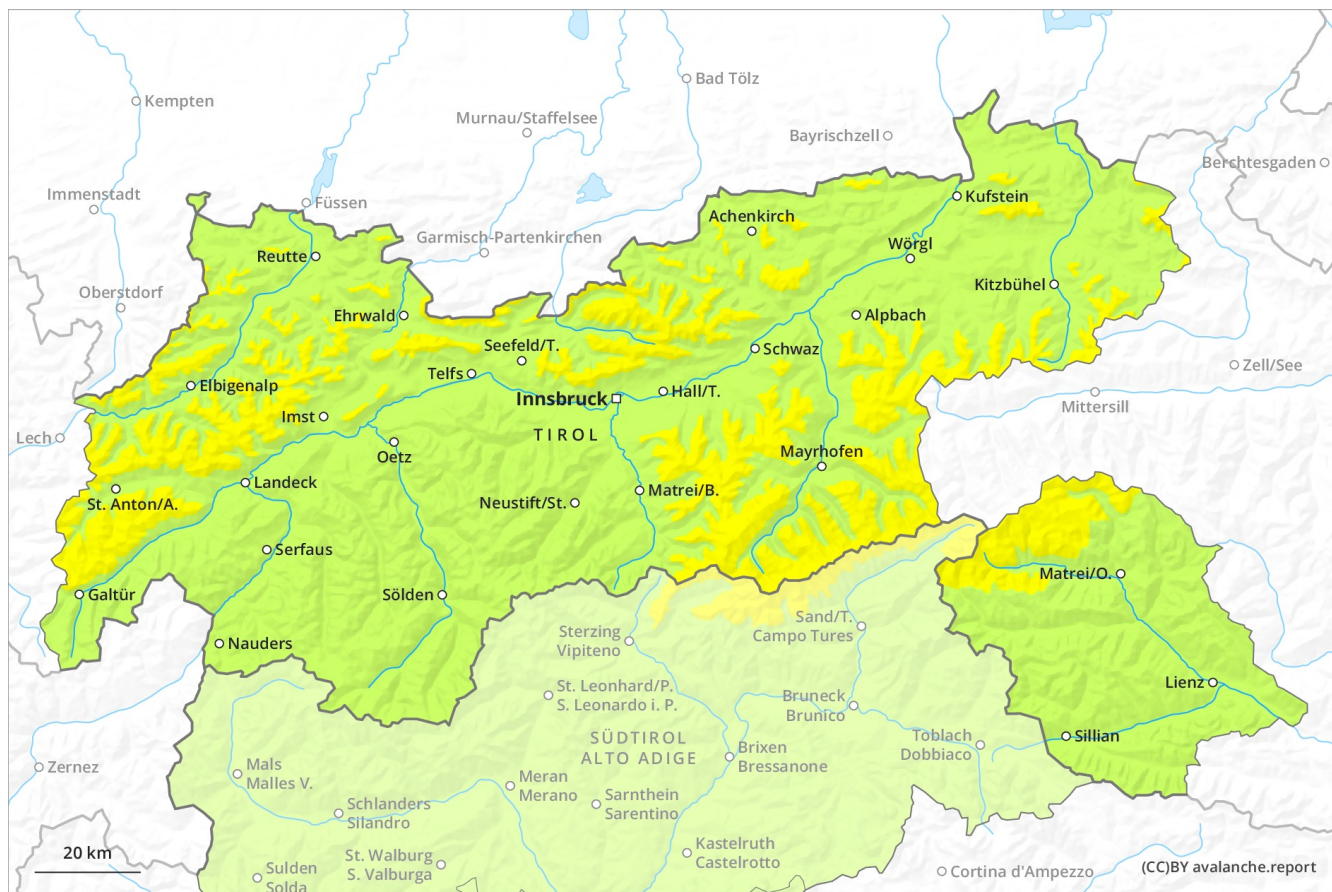 Bad Tölz
Kempten
Murnau/Staffelsee
Bayrischzell
Berchtesgaden
Immenstadt
Füssen
Kufstein
Achenkirch
Garmisch-Partenkirchen
Wörgl
Reutte
Kitzbühel
Oberstdorf
Ehrwald
Alpbach
Seefeld/T.
Schwaz
Zell/See
Telfs
Elbigenalp
Innsbruck
Hall/T.
Mittersill
Imst
TIROL
Lech
Oetz
Mayrhofen
Landeck
Matrei/B.
St. Anton/A.
Neustift/St.
Serfaus
Matrei/O.
Galtür
Sölden
Sand/T.
Campo Tures
Sterzing
Vipiteno
Nauders
Lienz
St. Leonhard/P.
S. Leonardo i. P.
Bruneck
Brunico
Sillian
SÜDTIROL
ALTO ADIGE
Toblach
Dobbiaco
Brixen
Bressanone
Zernez
Mals
Malles V.
Meran
Merano
Sarnthein
Sarentino
Schlanders
Silandro
Kastelruth
Castelrotto
20 km
St. Walburg
S. Valburga
Sulden
Solda
Cortina d'Ampezzo
(CC)BY avalanche.report